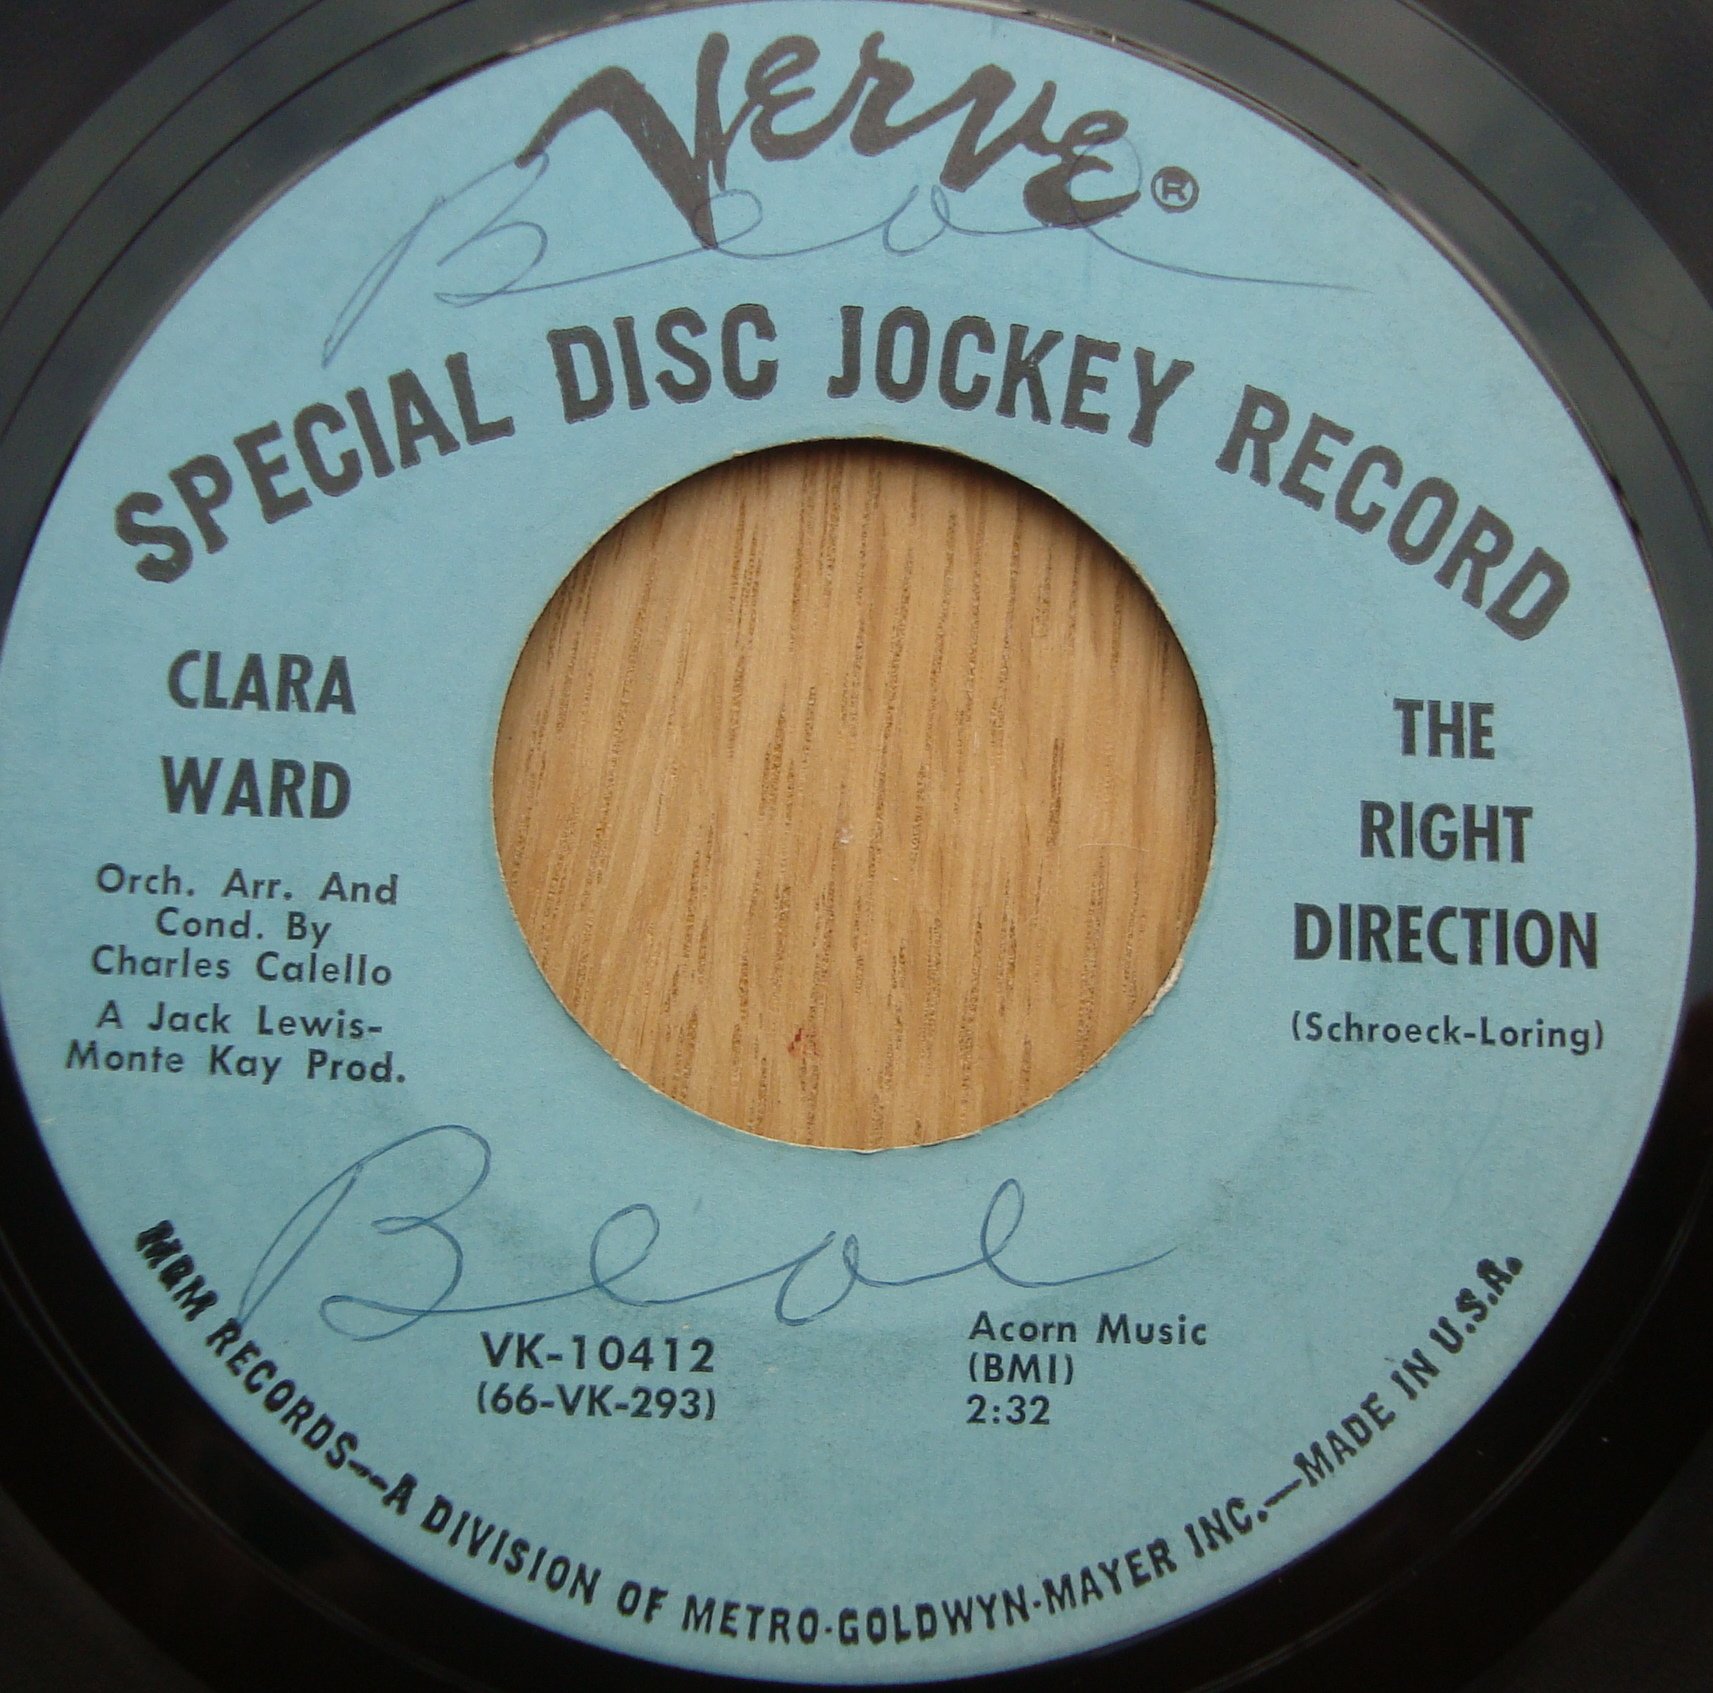 Verve®
SPECIAL DISC JOCKEY RECORD
CLARA
WARD
Orch. Arr. And
Cond. By
Charles Calello
A Jack Lewis-
Monte Kay Prod.
THE
RIGHT
DIRECTION
(Schroeck-Loring)
VK-10412
(66-VK-293)
Acorn Music
(BMI)
2:32
MGM RECORDS—A DIVISION OF METRO-GOLDWYN-MAYER INC.—MADE IN U.S.A.